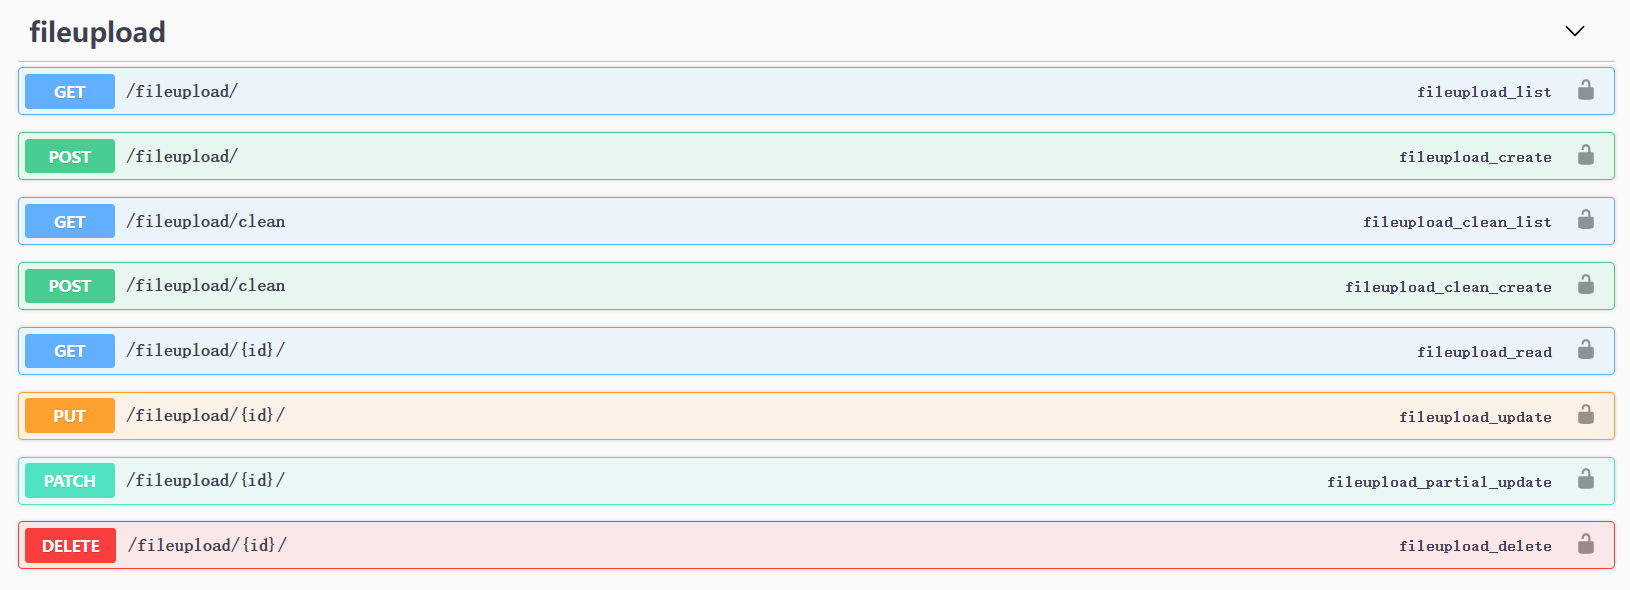 fileupload
GET /fileupload/ fileupload_list
POST /fileupload/ fileupload_create
GET /fileupload/clean fileupload_clean_list
POST /fileupload/clean fileupload_clean_create
GET /fileupload/{id}/ fileupload_read
PUT /fileupload/{id}/ fileupload_update
PATCH /fileupload/{id}/ fileupload_partial_update
DELETE /fileupload/{id}/ fileupload_delete